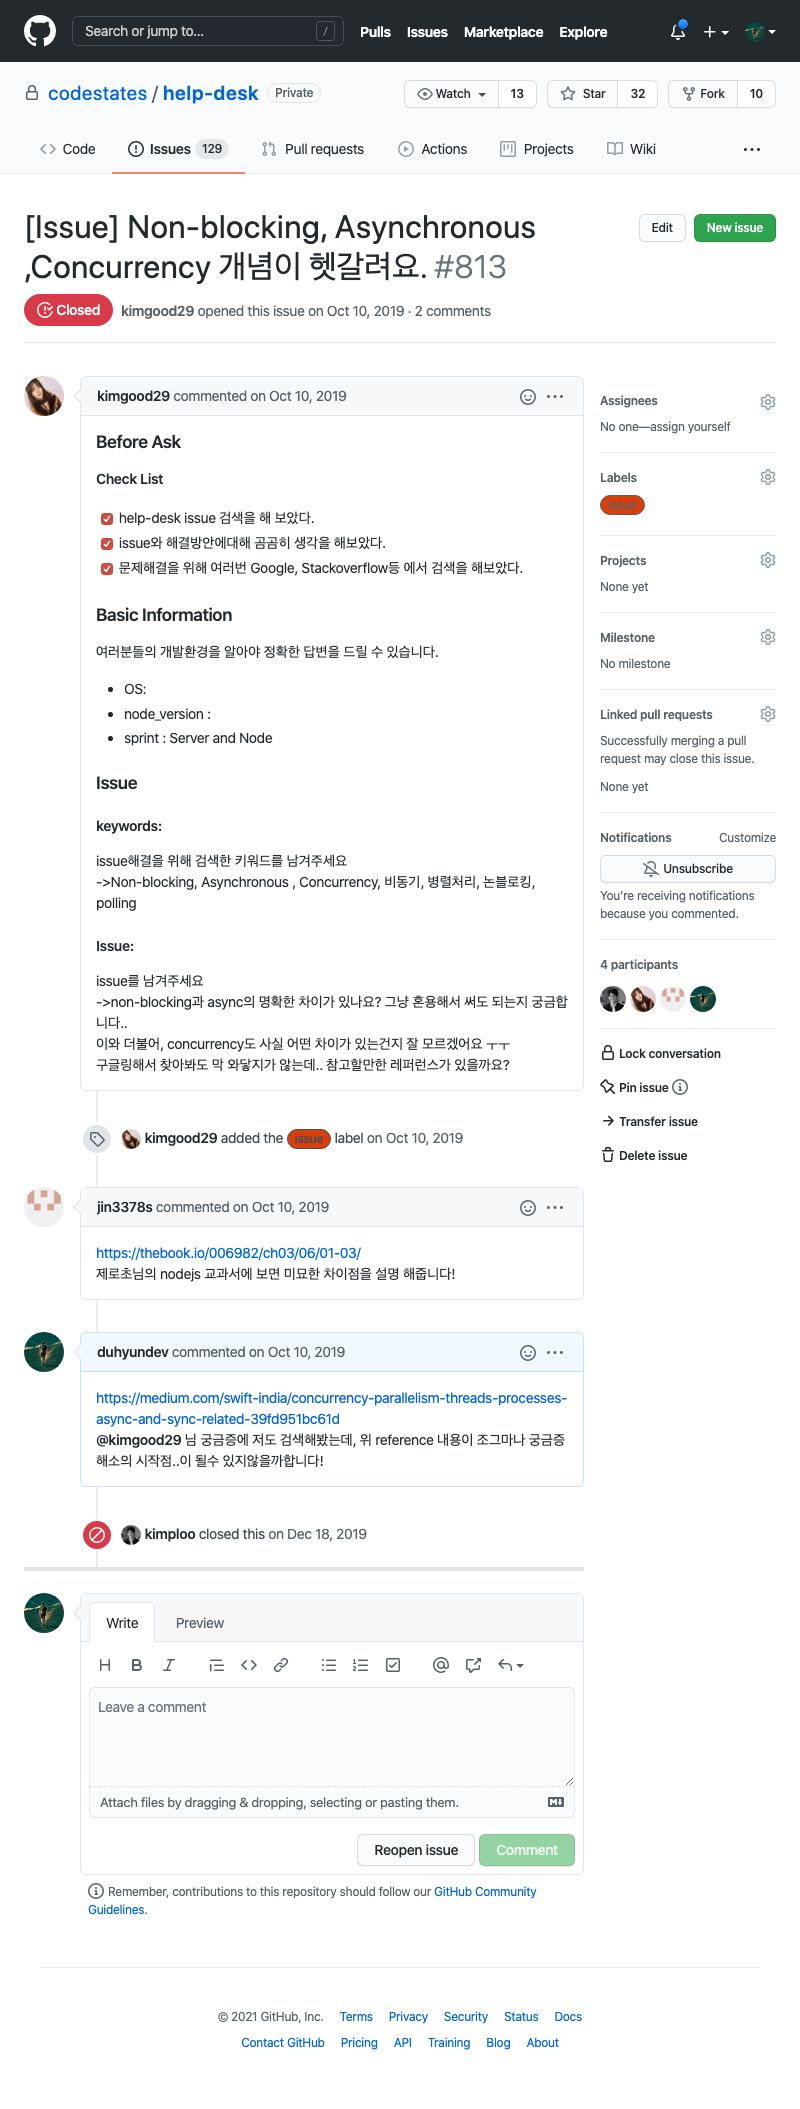 Search or jump to... /
Pulls Issues Marketplace Explore
codestates / help-desk Private
Watch 13 Star 32 Fork 10
Code Issues 129 Pull requests Actions Projects Wiki
[Issue] Non-blocking, Asynchronous
,Concurrency 개념이 헷갈려요. #813
Edit New issue
Closed kimgood29 opened this issue on Oct 10, 2019 · 2 comments
kimgood29 commented on Oct 10, 2019
Before Ask
Check List
help-desk issue 검색을 해 보았다.
issue와 해결방안에대해 곰곰히 생각을 해보았다.
문제해결을 위해 여러번 Google, Stackoverflow등 에서 검색을 해보았다.
Basic Information
여러분들의 개발환경을 알아야 정확한 답변을 드릴 수 있습니다.
OS:
node_version :
sprint : Server and Node
Issue
keywords:
issue해결을 위해 검색한 키워드를 남겨주세요
->Non-blocking, Asynchronous , Concurrency, 비동기, 병렬처리, 논블로킹,
polling
Issue:
issue를 남겨주세요
->non-blocking과 async의 명확한 차이가 있나요? 그냥 혼용해서 써도 되는지 궁금합
니다..
이와 더불어, concurrency도 사실 어떤 차이가 있는건지 잘 모르겠어요 ㅜㅜ
구글링해서 찾아봐도 막 와닿지가 않는데.. 참고할만한 레퍼런스가 있을까요?
kimgood29 added the issue label on Oct 10, 2019
jin3378s commented on Oct 10, 2019
https://thebook.io/006982/ch03/06/01-03/
제로초님의 nodejs 교과서에 보면 미묘한 차이점을 설명 해줍니다!
duhyundev commented on Oct 10, 2019
https://medium.com/swift-india/concurrency-parallelism-threads-processes-
async-and-sync-related-39fd951bc61d
@kimgood29 님 궁금증에 저도 검색해봤는데, 위 reference 내용이 조그마나 궁금증
해소의 시작점..이 될수 있지않을까합니다!
kimploo closed this on Dec 18, 2019
Assignees
No one—assign yourself
Labels
issue
Projects
None yet
Milestone
No milestone
Linked pull requests
Successfully merging a pull
request may close this issue.
None yet
Notifications Customize
Unsubscribe
You're receiving notifications
because you commented.
4 participants
Lock conversation
Pin issue
Transfer issue
Delete issue
Write Preview
Leave a comment
Attach files by dragging & dropping, selecting or pasting them.
Reopen issue Comment
Remember, contributions to this repository should follow our GitHub Community
Guidelines.
© 2021 GitHub, Inc. Terms Privacy Security Status Docs
Contact GitHub Pricing API Training Blog About